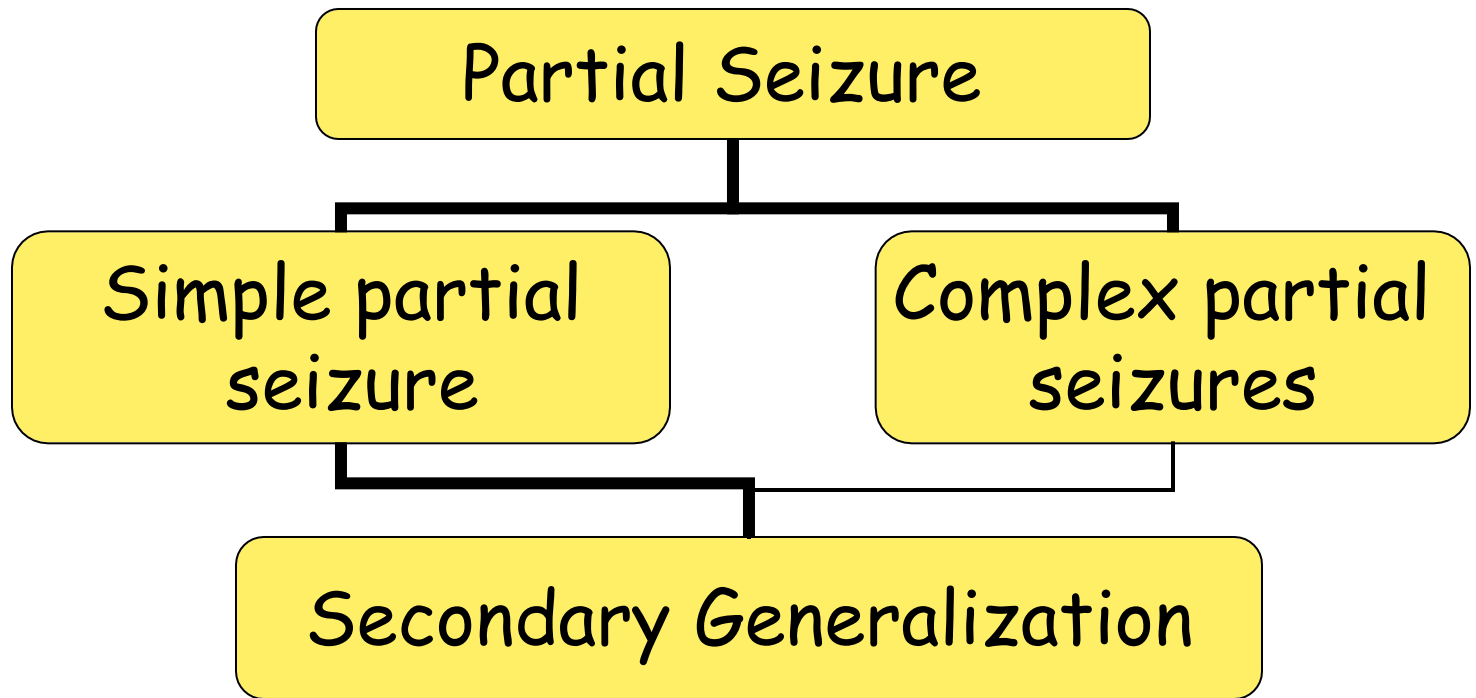 Partial Seizure
Simple partial
seizure
Complex partial
seizures
Secondary Generalization